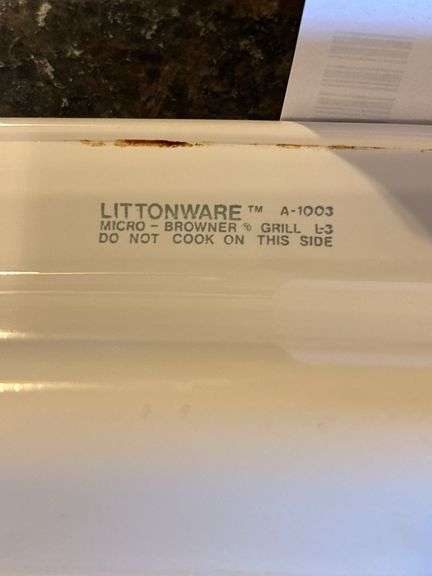 LITTONWARE™ A-1003
MICRO-BROWNER® GRILL L-3
DO NOT COOK ON THIS SIDE